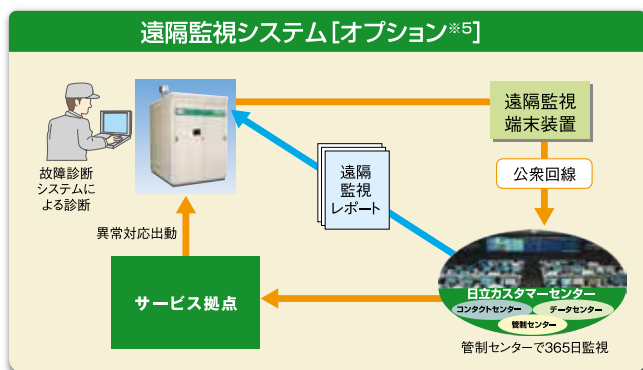 遠隔監視システム[オプション※5]
故障診断
システムに
よる診断
遠隔監視
端末装置
公衆回線
遠隔
監視
レポート
異常対応出動
サービス拠点
日立カスタマーセンター
コンタクトセンター
データセンター
管制センター
管制センターで365日監視